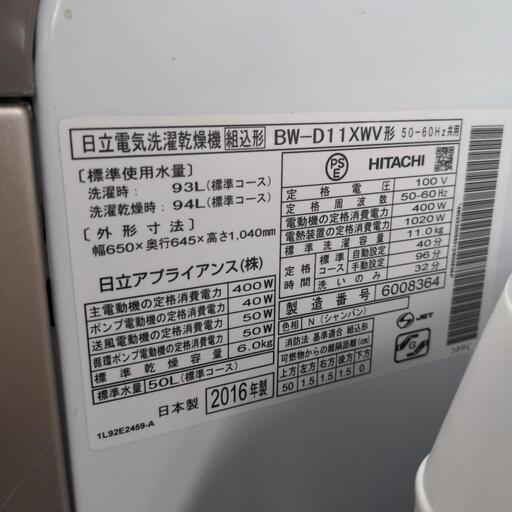 日立電気洗濯乾燥機 組込形 BW-D11XWV形 50-60Hz共用
〔標準使用水量〕
洗濯時: 93L(標準コース)
洗濯乾燥時: 94L(標準コース)
〔外形寸法〕
幅650×奥行645×高さ1,040mm
日立アプライアンス(株)
主電動機の定格消費電力 400W
ポンプ電動機の定格消費電力 40W
送風電動機の定格消費電力 50W
循環ポンプ電動機の定格消費電力 50W
標準乾燥容量 6.0kg
標準水量 50L(標準コース)
日本製 2016年製
1L92E2459-A
PSE HITACHI
定格電圧 100V
定格周波数 50-60Hz
電動機の定格消費電力 400W
電熱装置の定格消費電力 1020W
標準洗濯容量 11.0kg
定格時間 標準コース 自動設定 40分
手動設定 96分
洗いのみ 32分
製造番号 6008364
色相 N(シャンパン)
消防法 基準適合 組込形
可燃物からの離隔距離(cm)
上方 左方 右方 前方 後方 下方
50 1.5 1.5 1.5 0
JET
G